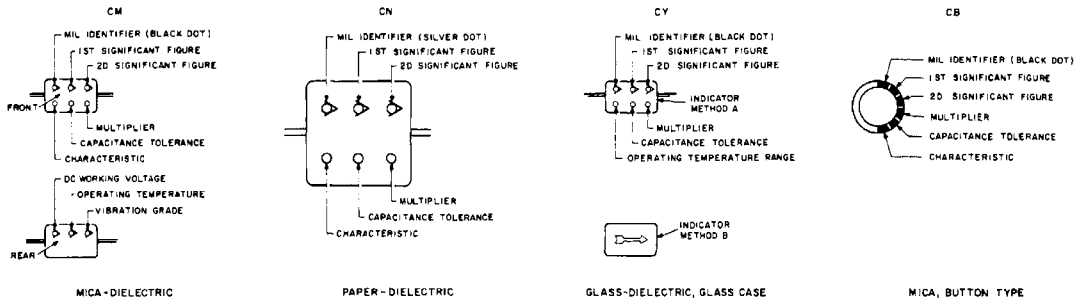 CM
MIL IDENTIFIER (BLACK DOT)
1ST SIGNIFICANT FIGURE
2D SIGNIFICANT FIGURE
FRONT
MULTIPLIER
CAPACITANCE TOLERANCE
CHARACTERISTIC
DC WORKING VOLTAGE
OPERATING TEMPERATURE
VIBRATION GRADE
REAR
MICA-DIELECTRIC
CN
MIL IDENTIFIER (SILVER DOT)
1ST SIGNIFICANT FIGURE
2D SIGNIFICANT FIGURE
MULTIPLIER
CAPACITANCE TOLERANCE
CHARACTERISTIC
PAPER-DIELECTRIC
CY
MIL IDENTIFIER (BLACK DOT)
1ST SIGNIFICANT FIGURE
2D SIGNIFICANT FIGURE
INDICATOR
METHOD A
MULTIPLIER
CAPACITANCE TOLERANCE
OPERATING TEMPERATURE RANGE
INDICATOR
METHOD B
GLASS-DIELECTRIC, GLASS CASE
CB
MIL IDENTIFIER (BLACK DOT)
1ST SIGNIFICANT FIGURE
2D SIGNIFICANT FIGURE
MULTIPLIER
CAPACITANCE TOLERANCE
CHARACTERISTIC
MICA, BUTTON TYPE